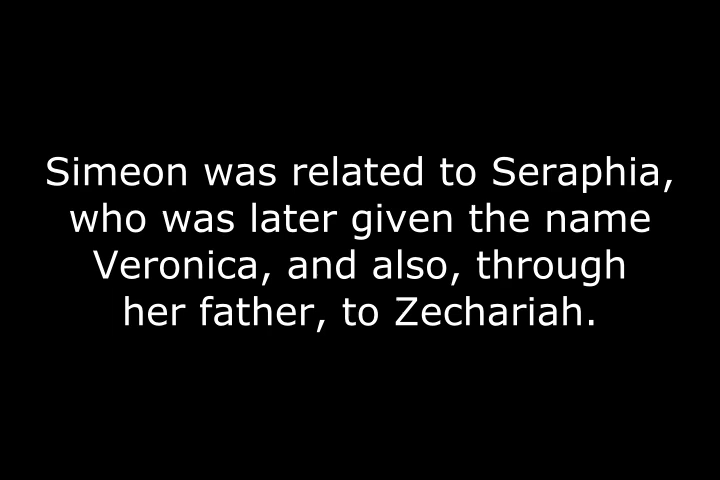 Simeon was related to Seraphia,
who was later given the name
Veronica, and also, through
her father, to Zechariah.